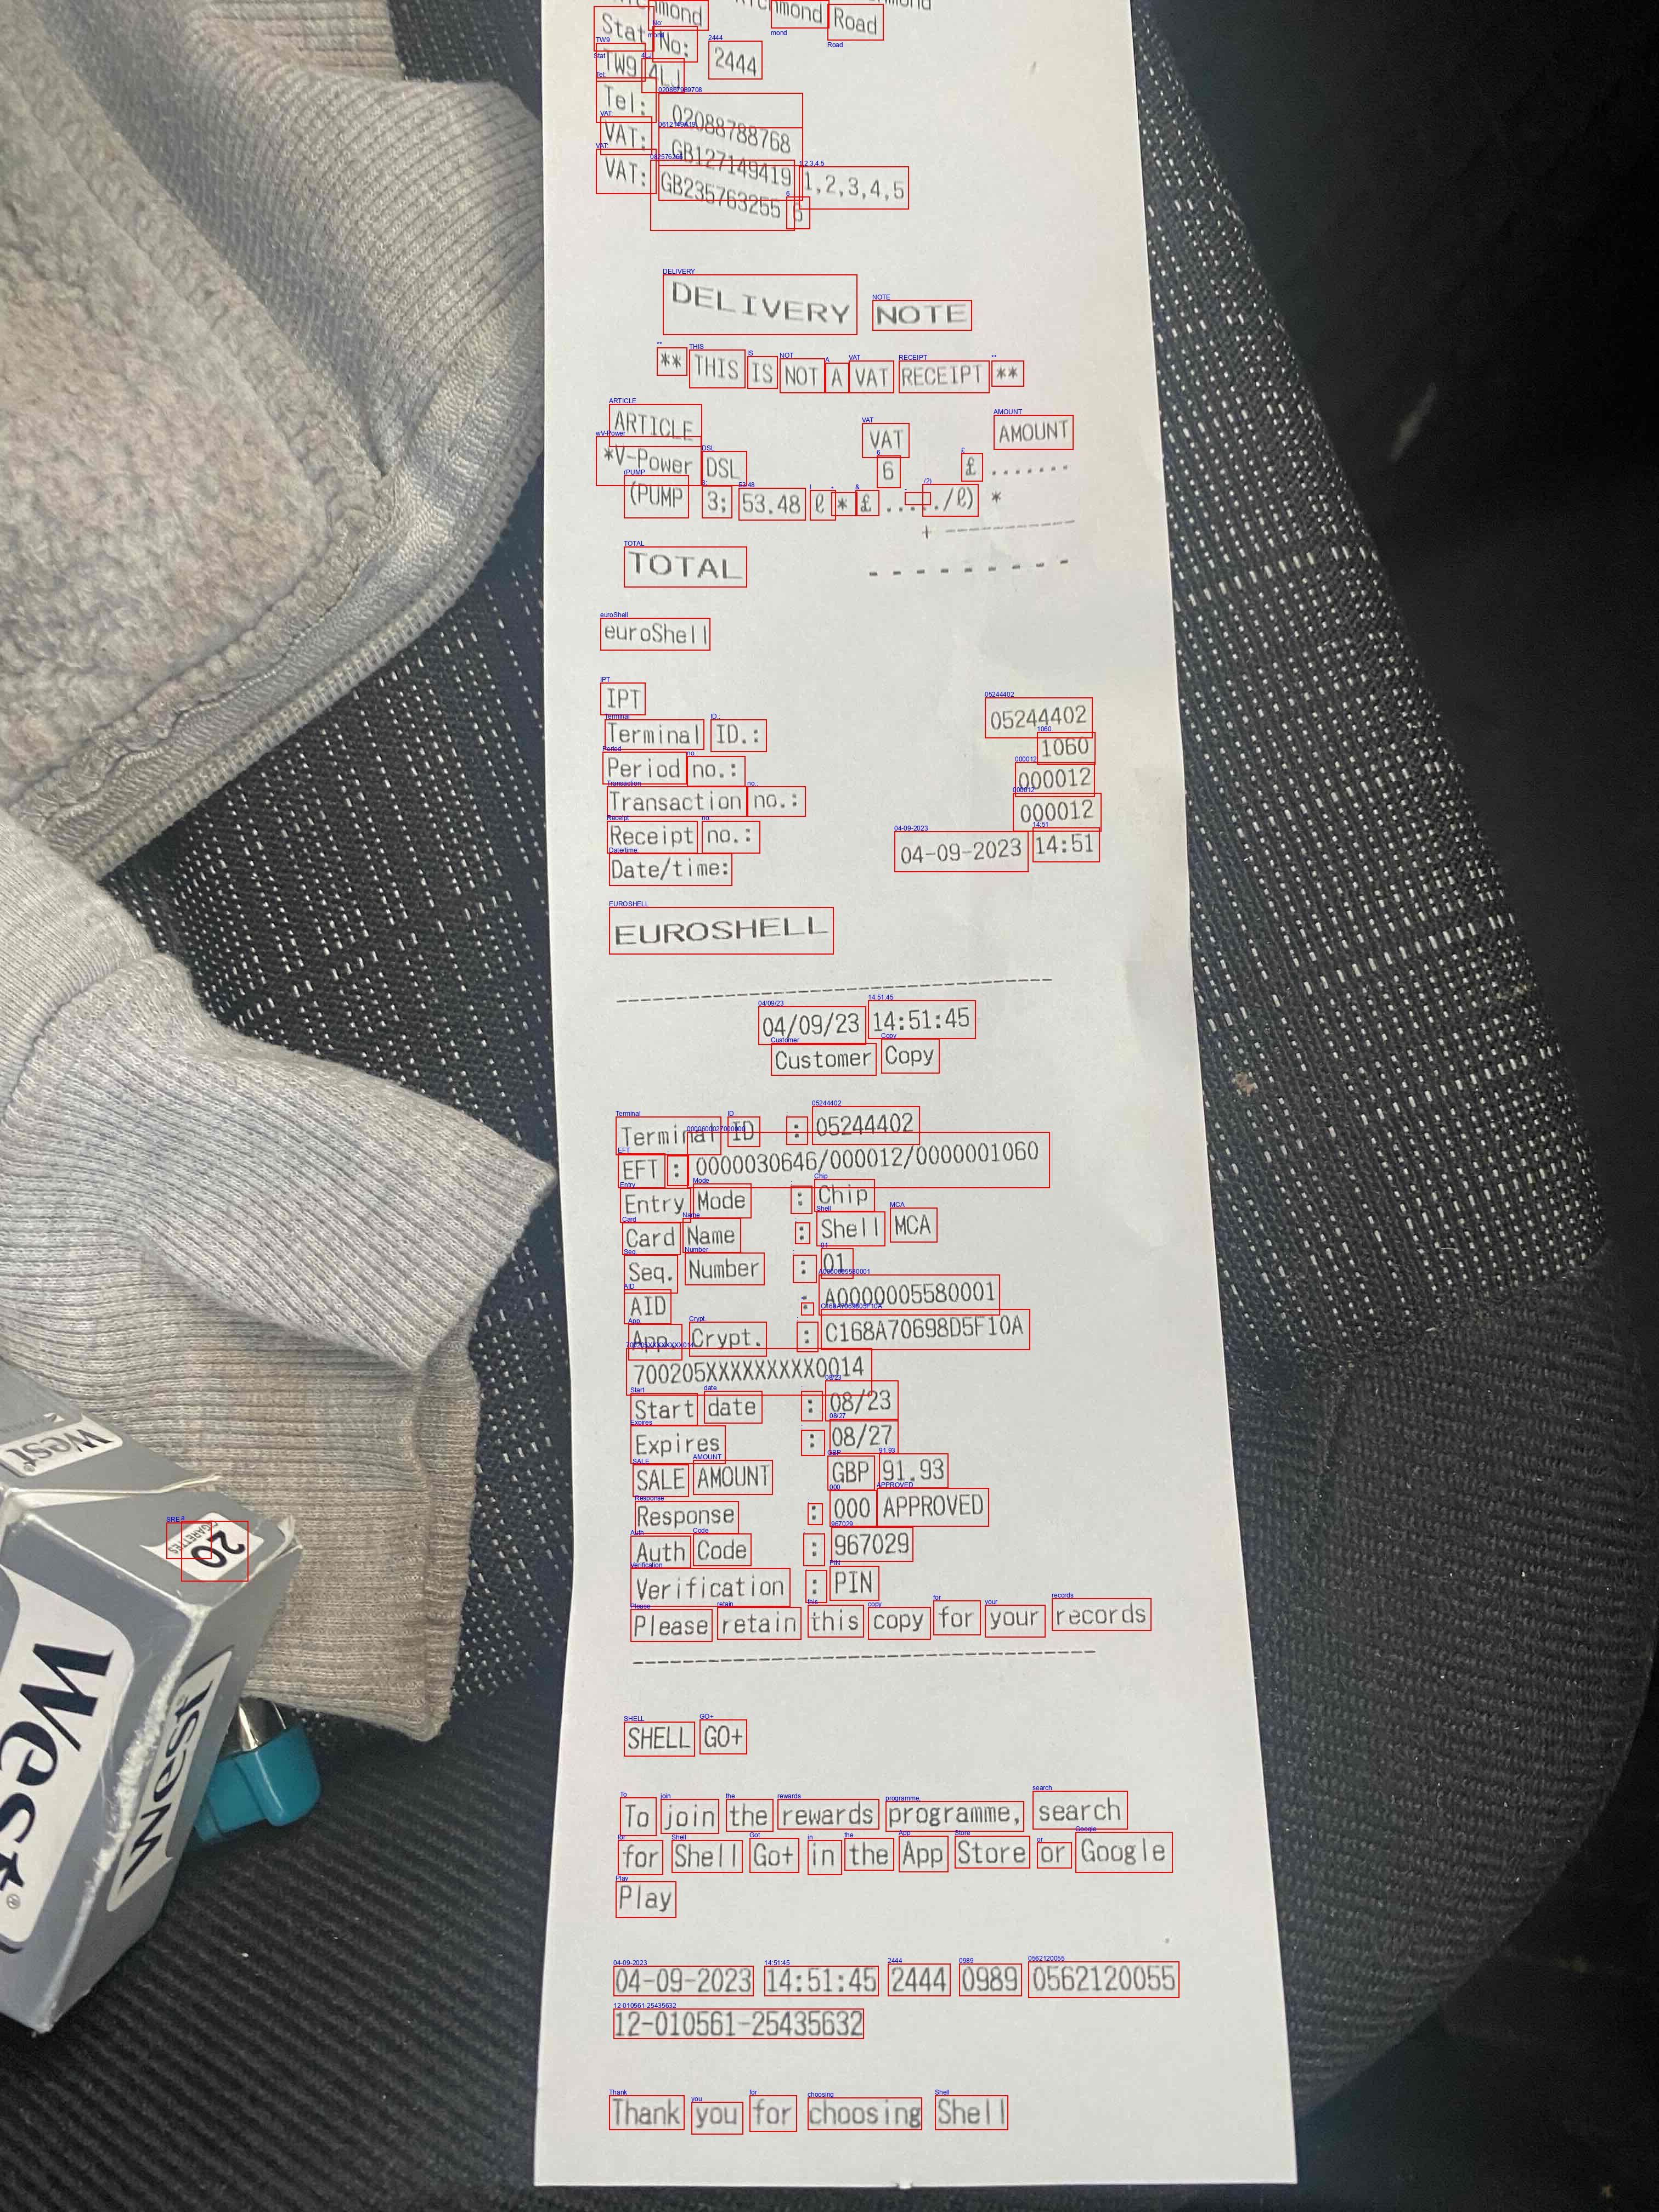 mond mond Road
Stat No: 2444
TW9 4LJ
Tel: 02088788768
VAT: GB127149419 1,2,3,4,5
VAT: GB235763255 6
DELIVERY NOTE
** THIS IS NOT A VAT RECEIPT **
ARTICLE VAT AMOUNT
*V-Power DSL 6 £ .......
(PUMP 3; 53.48 ℓ * £ ...../ℓ) *
+ -----------
TOTAL ---------
euroShell
IPT
Terminal ID.: 05244402
Period no.: 1060
Transaction no.: 000012
Receipt no.: 000012
Date/time: 04-09-2023 14:51
EUROSHELL
04/09/23 14:51:45
Customer Copy
Terminal ID : 05244402
EFT : 0000030646/000012/0000001060
Entry Mode : Chip
Card Name : Shell MCA
Seq. Number : 01
AID : A0000005580001
App. Crypt. : C168A70698D5F10A
700205XXXXXXXXX0014
Start date : 08/23
Expires : 08/27
SALE AMOUNT GBP 91.93
Response : 000 APPROVED
Auth Code : 967029
Verification : PIN
Please retain this copy for your records
SHELL GO+
To join the rewards programme, search
for Shell Go+ in the App Store or Google
Play
04-09-2023 14:51:45 2444 0989 0562120055
12-010561-25435632
Thank you for choosing Shell
West
20
West
West